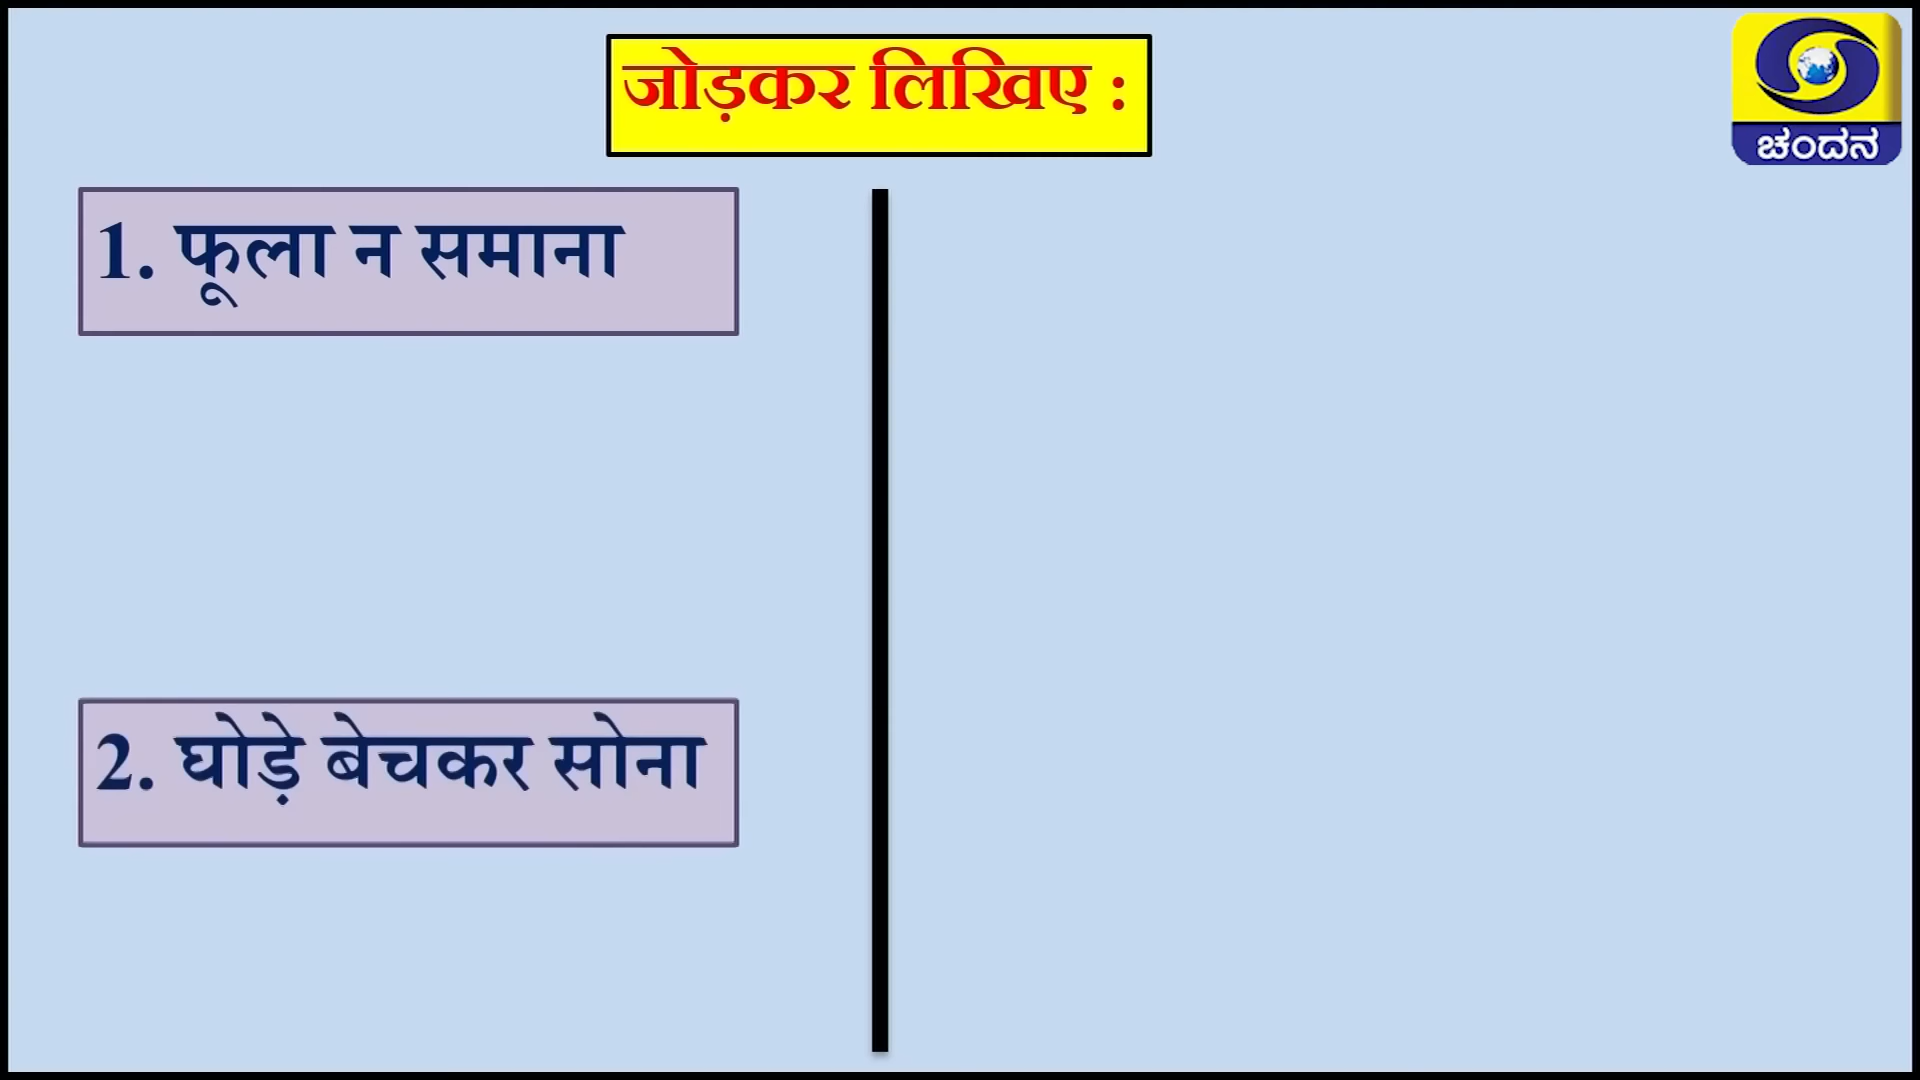 जोड़कर लिखिए :
ಚಂದನ
1. फूला न समाना
2. घोड़े बेचकर सोना